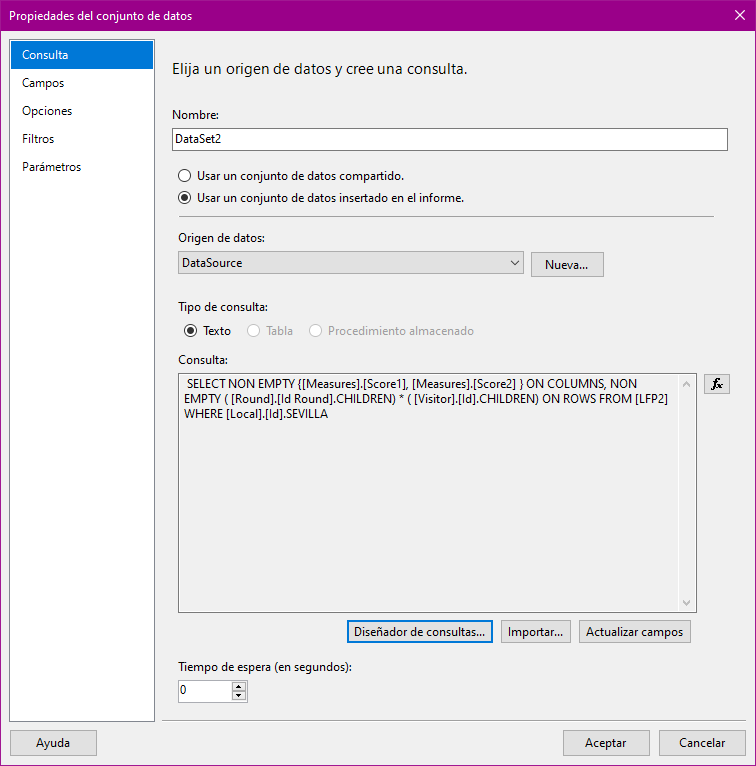 Propiedades del conjunto de datos
Consulta
Campos
Opciones
Filtros
Parámetros
Elija un origen de datos y cree una consulta.
Nombre:
DataSet2
Usar un conjunto de datos compartido.
Usar un conjunto de datos insertado en el informe.
Origen de datos:
DataSource
Nueva...
Tipo de consulta:
Texto Tabla Procedimiento almacenado
Consulta:
SELECT NON EMPTY {[Measures].[Score1], [Measures].[Score2] } ON COLUMNS, NON
EMPTY ( [Round].[Id Round].CHILDREN) * ( [Visitor].[Id].CHILDREN) ON ROWS FROM [LFP2]
WHERE [Local].[Id].SEVILLA
fx
Diseñador de consultas... Importar... Actualizar campos
Tiempo de espera (en segundos):
0
Ayuda Aceptar Cancelar